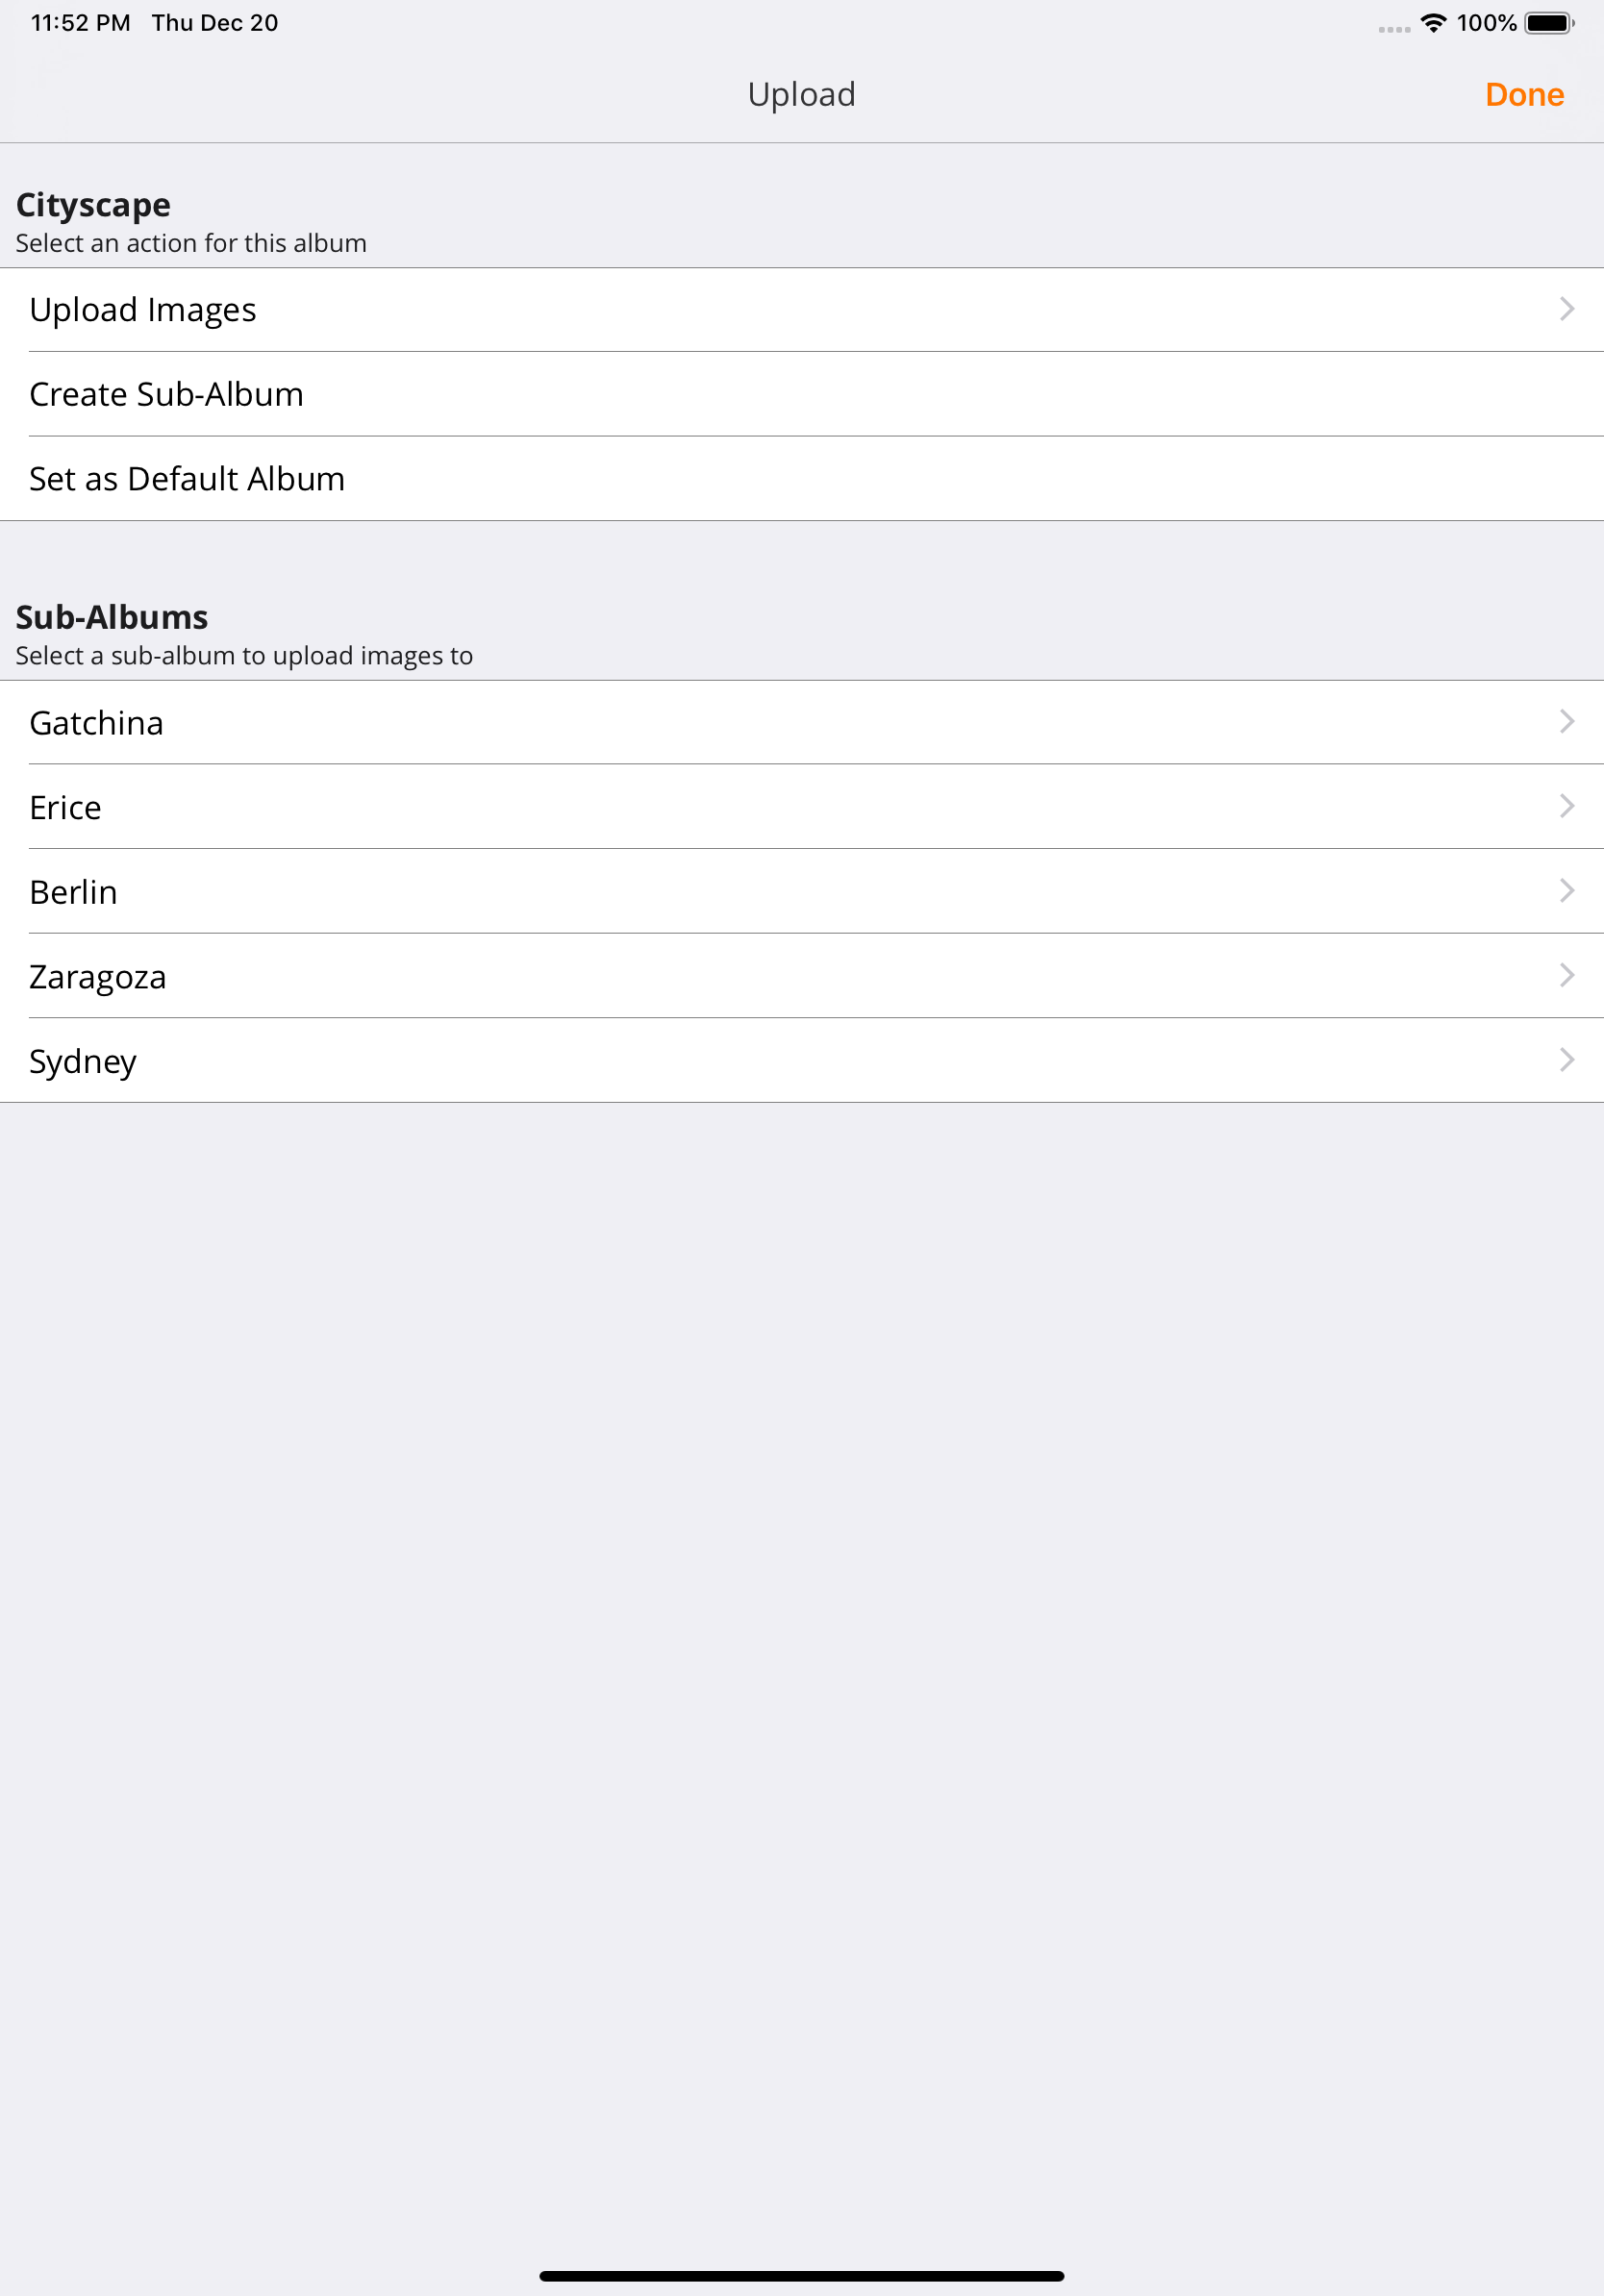 11:52 PM Thu Dec 20 100%
Upload Done
Cityscape
Select an action for this album
Upload Images
Create Sub-Album
Set as Default Album
Sub-Albums
Select a sub-album to upload images to
Gatchina
Erice
Berlin
Zaragoza
Sydney